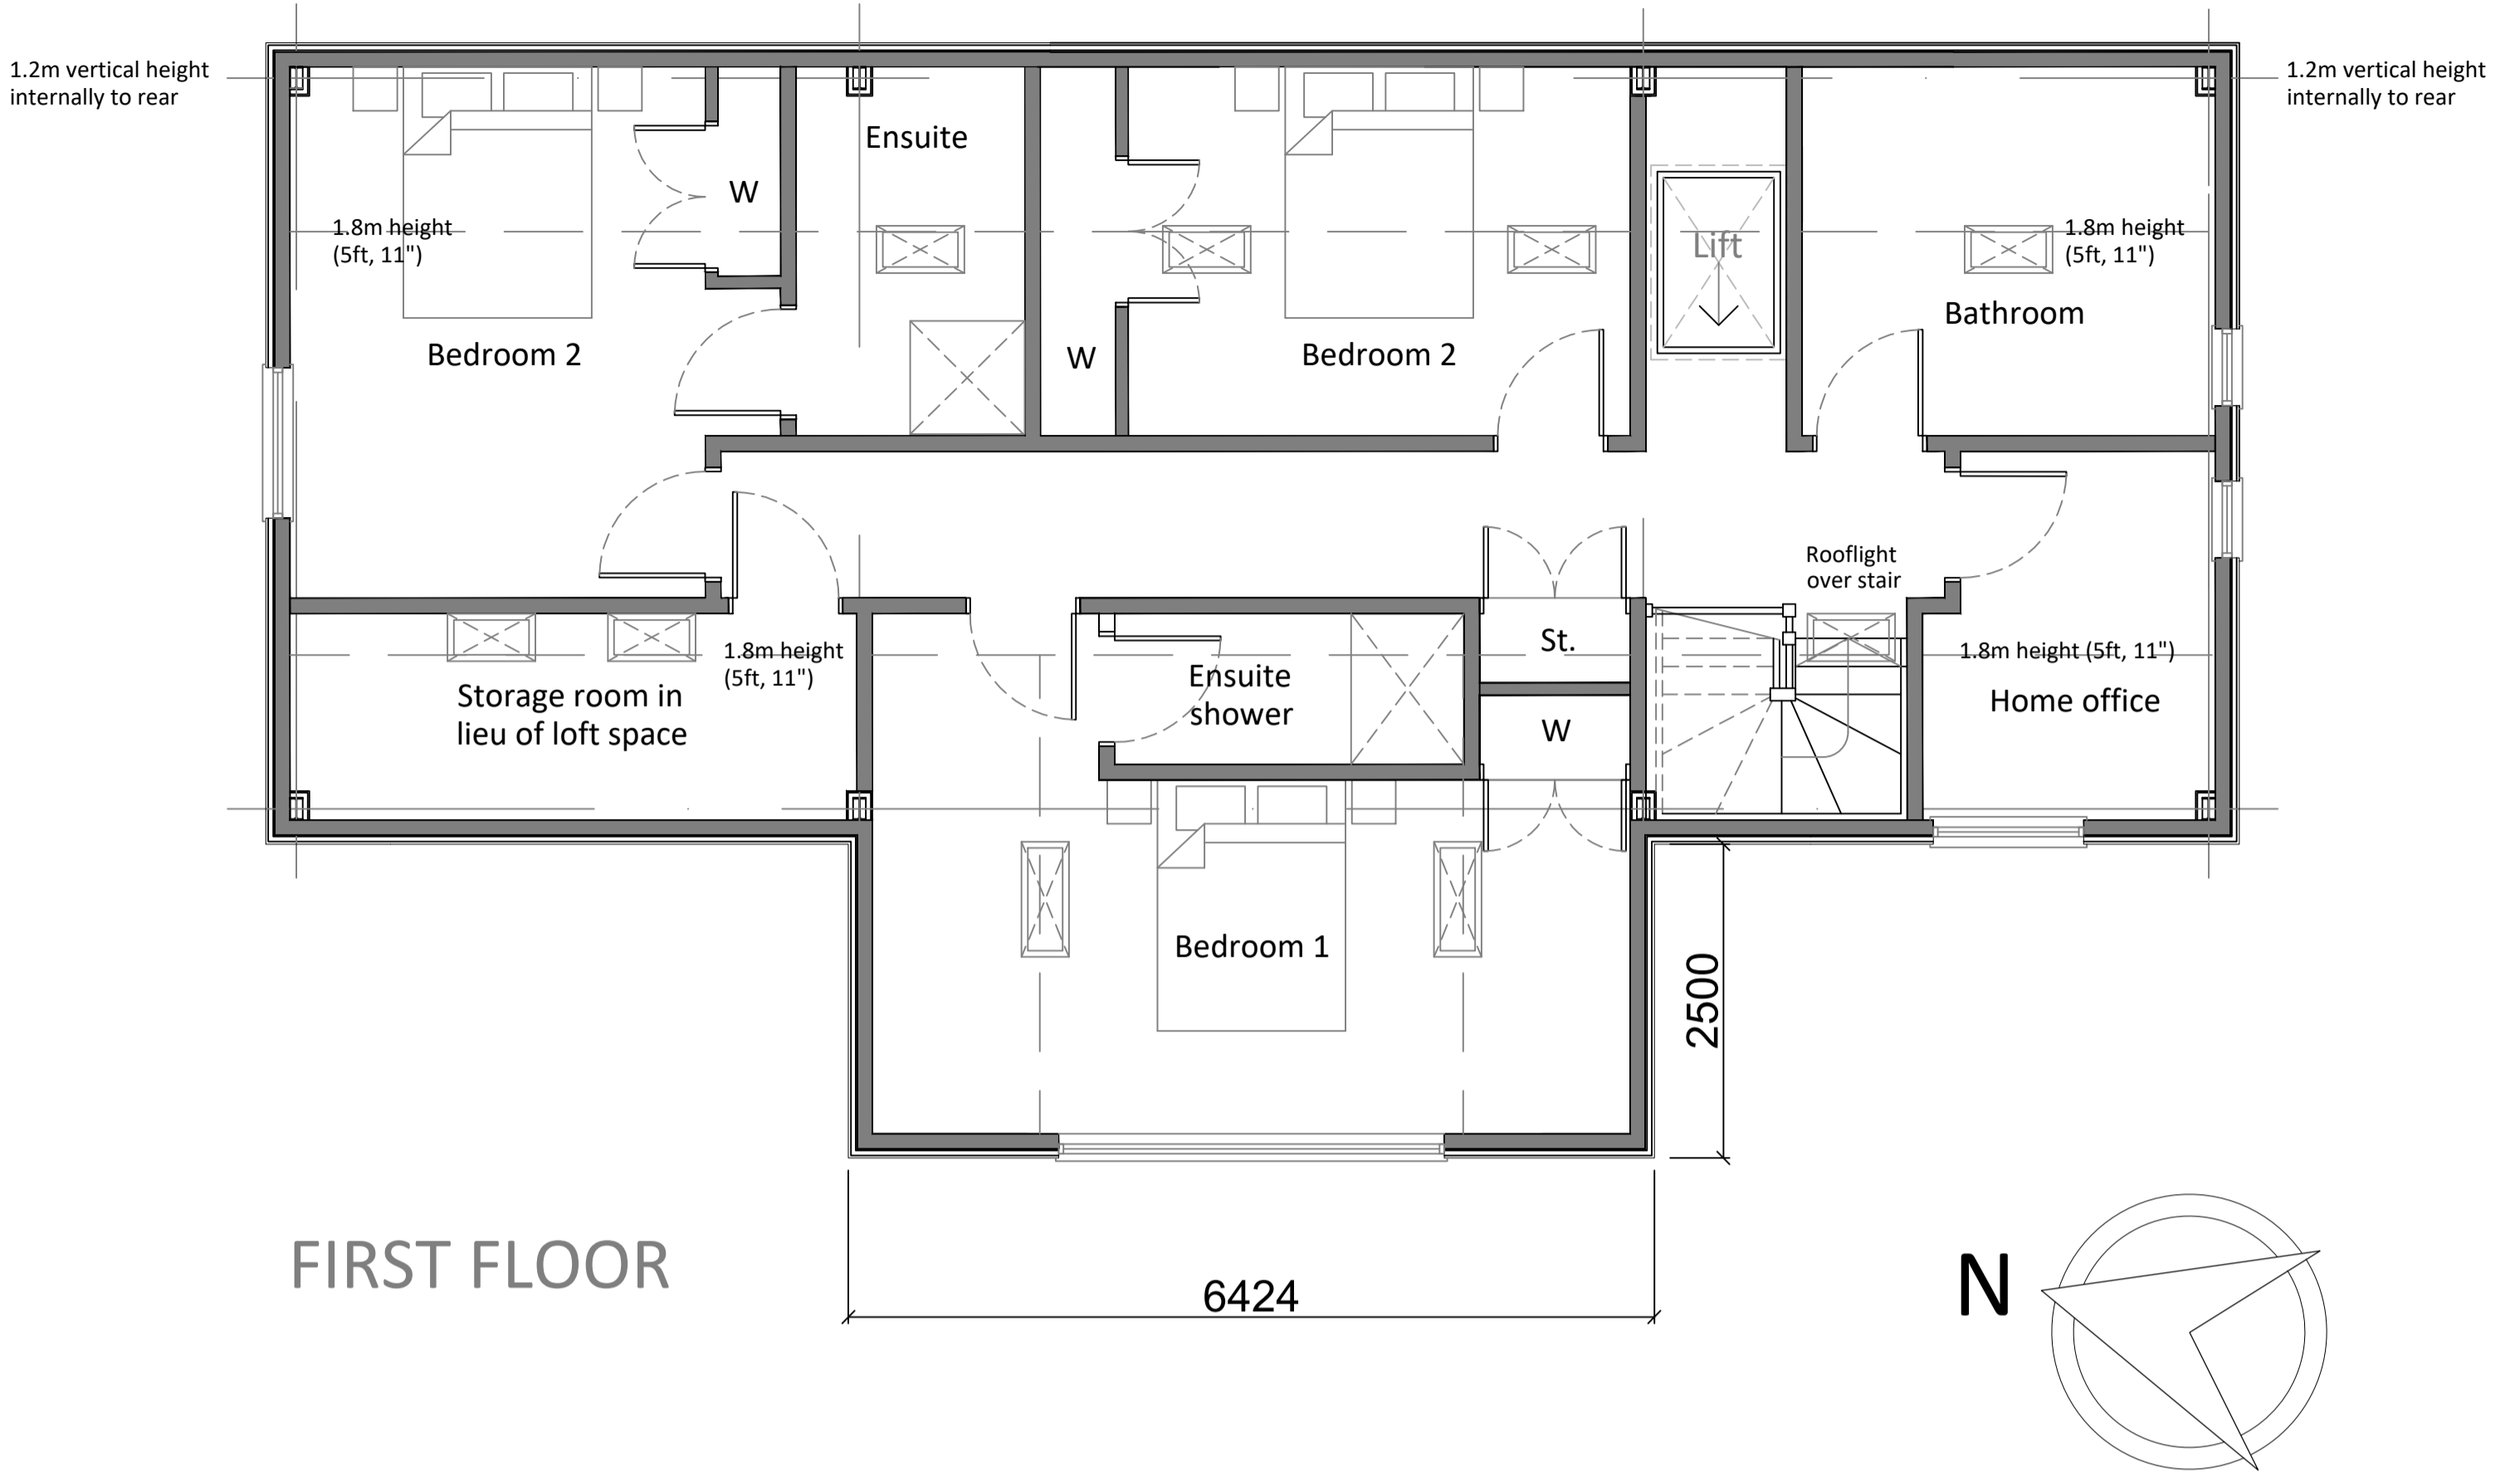 1.2m vertical height
internally to rear
1.2m vertical height
internally to rear
Ensuite
W
1.8m height
(5ft, 11")
Lift
1.8m height
(5ft, 11")
Bathroom
Bedroom 2
W
Bedroom 2
Rooflight
over stair
St.
1.8m height
(5ft, 11")
1.8m height (5ft, 11")
Storage room in
lieu of loft space
Ensuite
shower
W
Home office
Bedroom 1
2500
FIRST FLOOR
6424
N